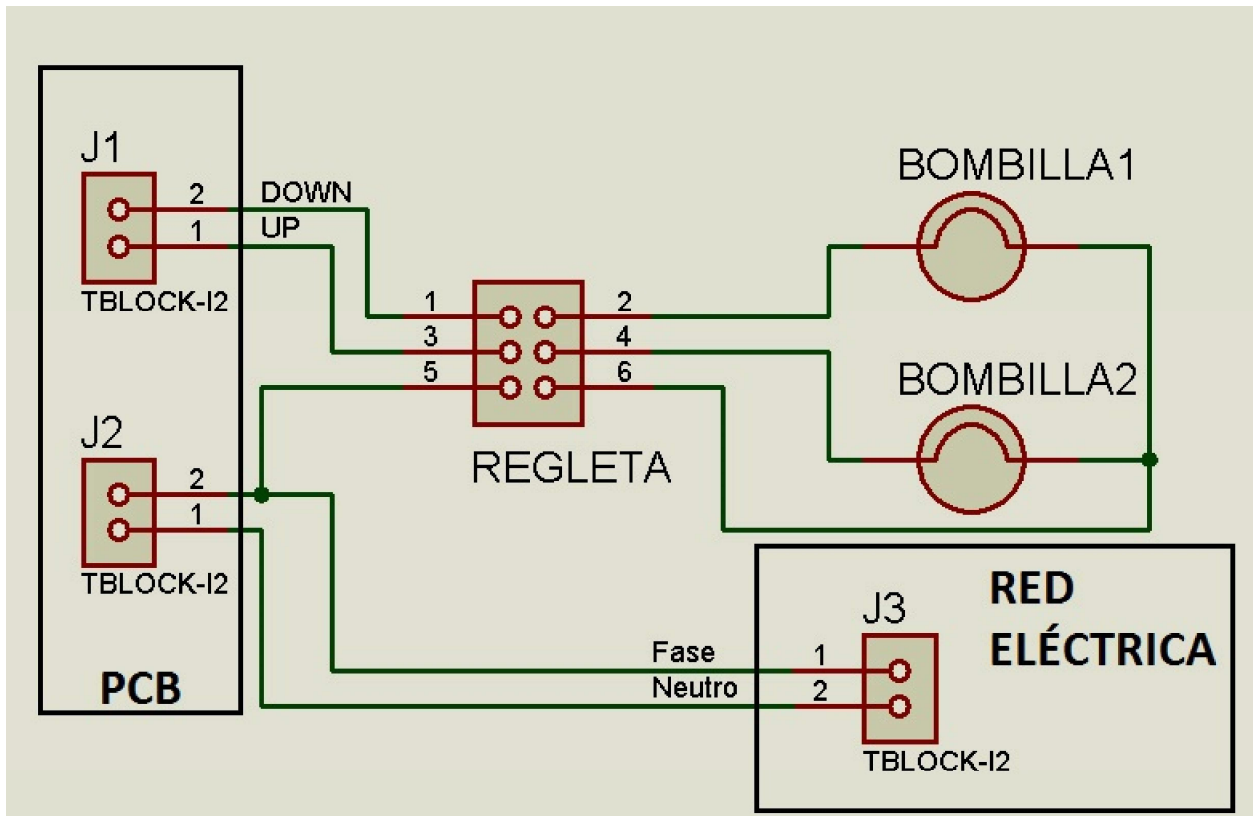 J1
2 DOWN
1 UP
TBLOCK-I2
BOMBILLA1
1 2
3 4
5 6
REGLETA
BOMBILLA2
J2
2
1
TBLOCK-I2
PCB
RED
ELÉCTRICA
J3
Fase 1
Neutro 2
TBLOCK-I2